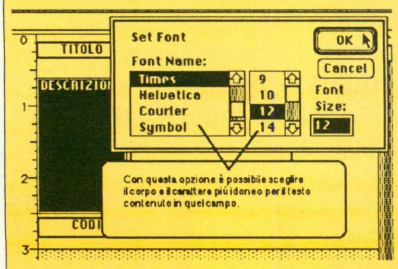 Set Font
OK
Font Name:
Cancel
Times
Helvetica
Courier
Symbol
9
10
12
14
Font
Size:
12
0
TITOLO
DESCRIZION
1
2
Con questa opzione è possibile sceglire
il corpo e il carattere più idoneo per il testo
contenuto in quel campo.
CODI
3